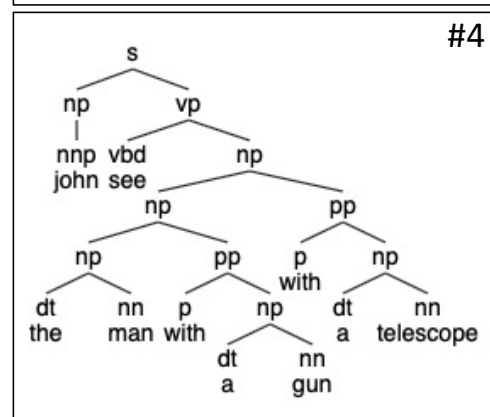 #4
s
np vp
nnp vbd np
john see
np pp
np pp p np
with
dt nn p np dt nn
the man with a telescope
dt nn
a gun